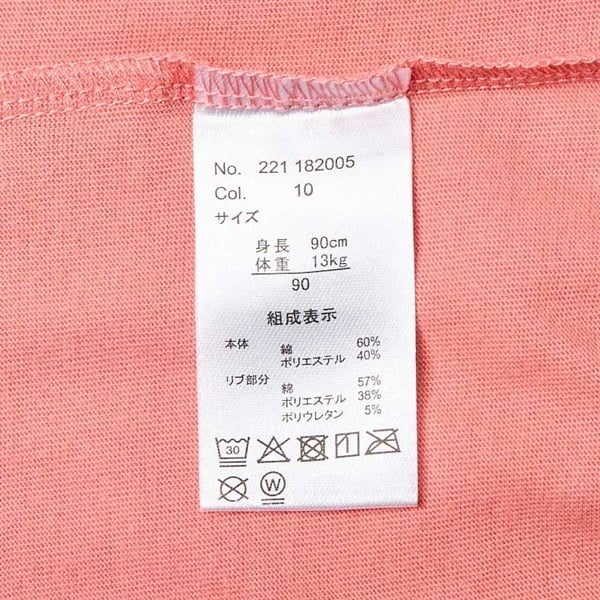 No. 221 182005
Col. 10
サイズ
身長 90cm
体重 13kg
90
組成表示
本体 綿 60%
ポリエステル 40%
リブ部分 綿 57%
ポリエステル 38%
ポリウレタン 5%
30
W